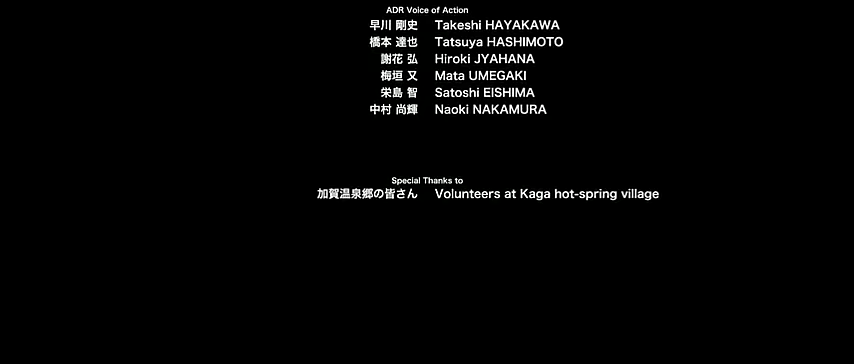 ADR Voice of Action
早川 剛史 Takeshi HAYAKAWA
橋本 達也 Tatsuya HASHIMOTO
謝花 弘 Hiroki JYAHANA
梅垣 又 Mata UMEGAKI
栄島 智 Satoshi EISHIMA
中村 尚輝 Naoki NAKAMURA
Special Thanks to
加賀温泉郷の皆さん Volunteers at Kaga hot-spring village